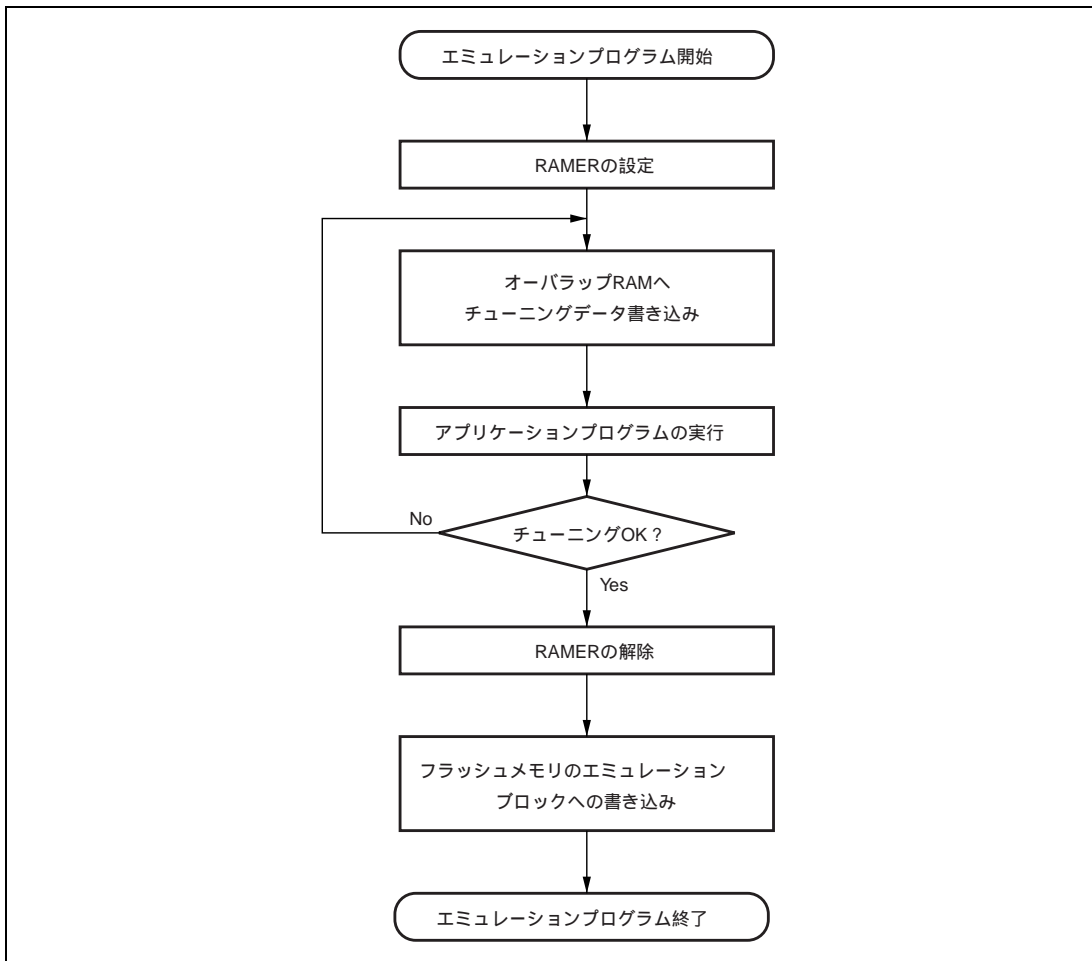 エミュレーションプログラム開始
RAMERの設定
オーバラップRAMへ
チューニングデータ書き込み
アプリケーションプログラムの実行
No
チューニングOK？
Yes
RAMERの解除
フラッシュメモリのエミュレーション
ブロックへの書き込み
エミュレーションプログラム終了